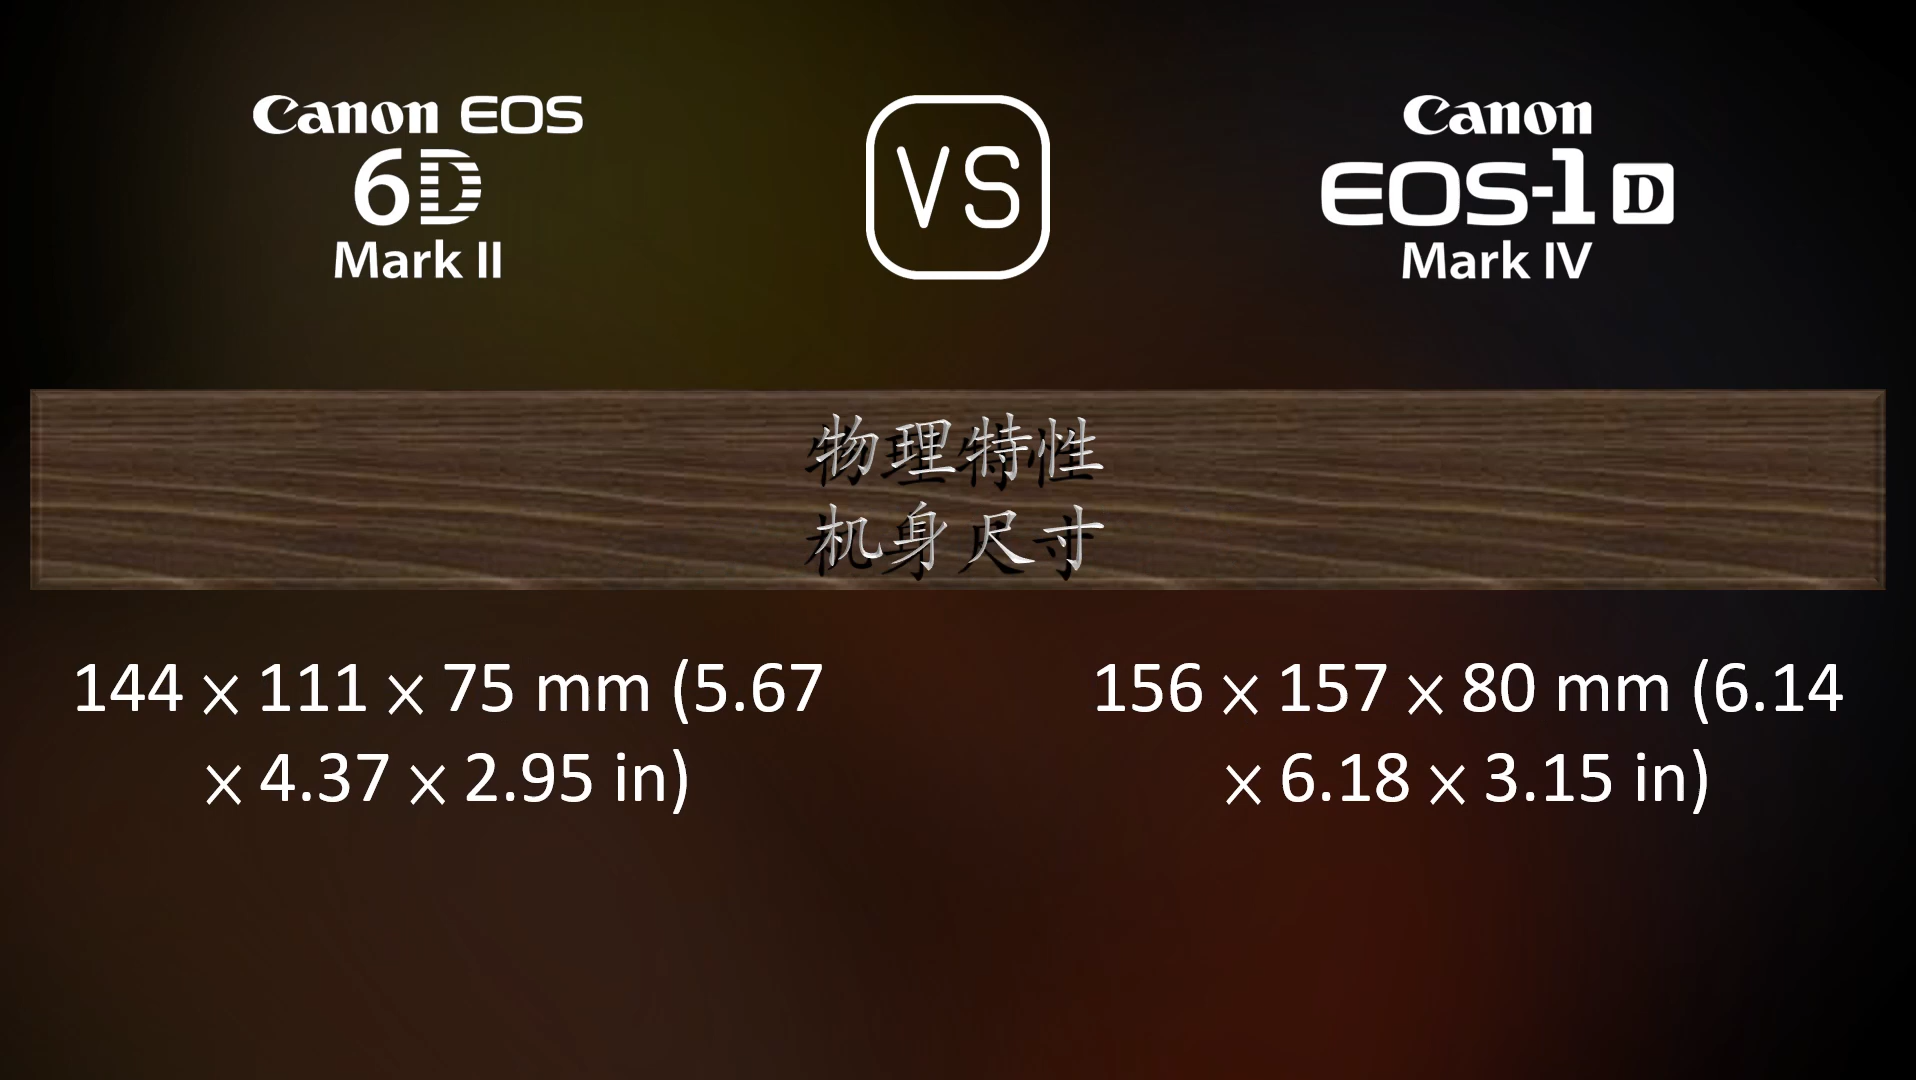 Canon EOS
6D
Mark II
VS
Canon
EOS-1D
Mark IV
物理特性
机身尺寸
144 x 111 x 75 mm (5.67
x 4.37 x 2.95 in)
156 x 157 x 80 mm (6.14
x 6.18 x 3.15 in)